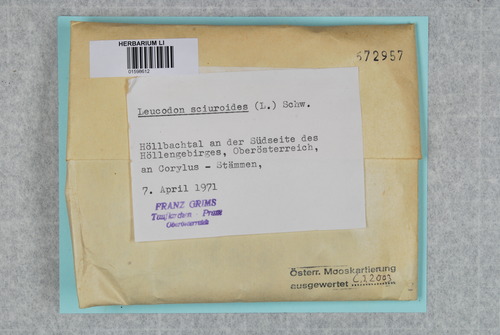 HERBARIUM LI
01598612
572957
Leucodon sciuroides (L.) Schw.
Höllbachtal an der Südseite des
Höllengebirges, Oberösterreich,
an Corylus - Stämmen,
7. April 1971
FRANZ GRIMS
Taufkirchen - Pram
Oberösterreich
Österr. Mooskartierung
ausgewertet